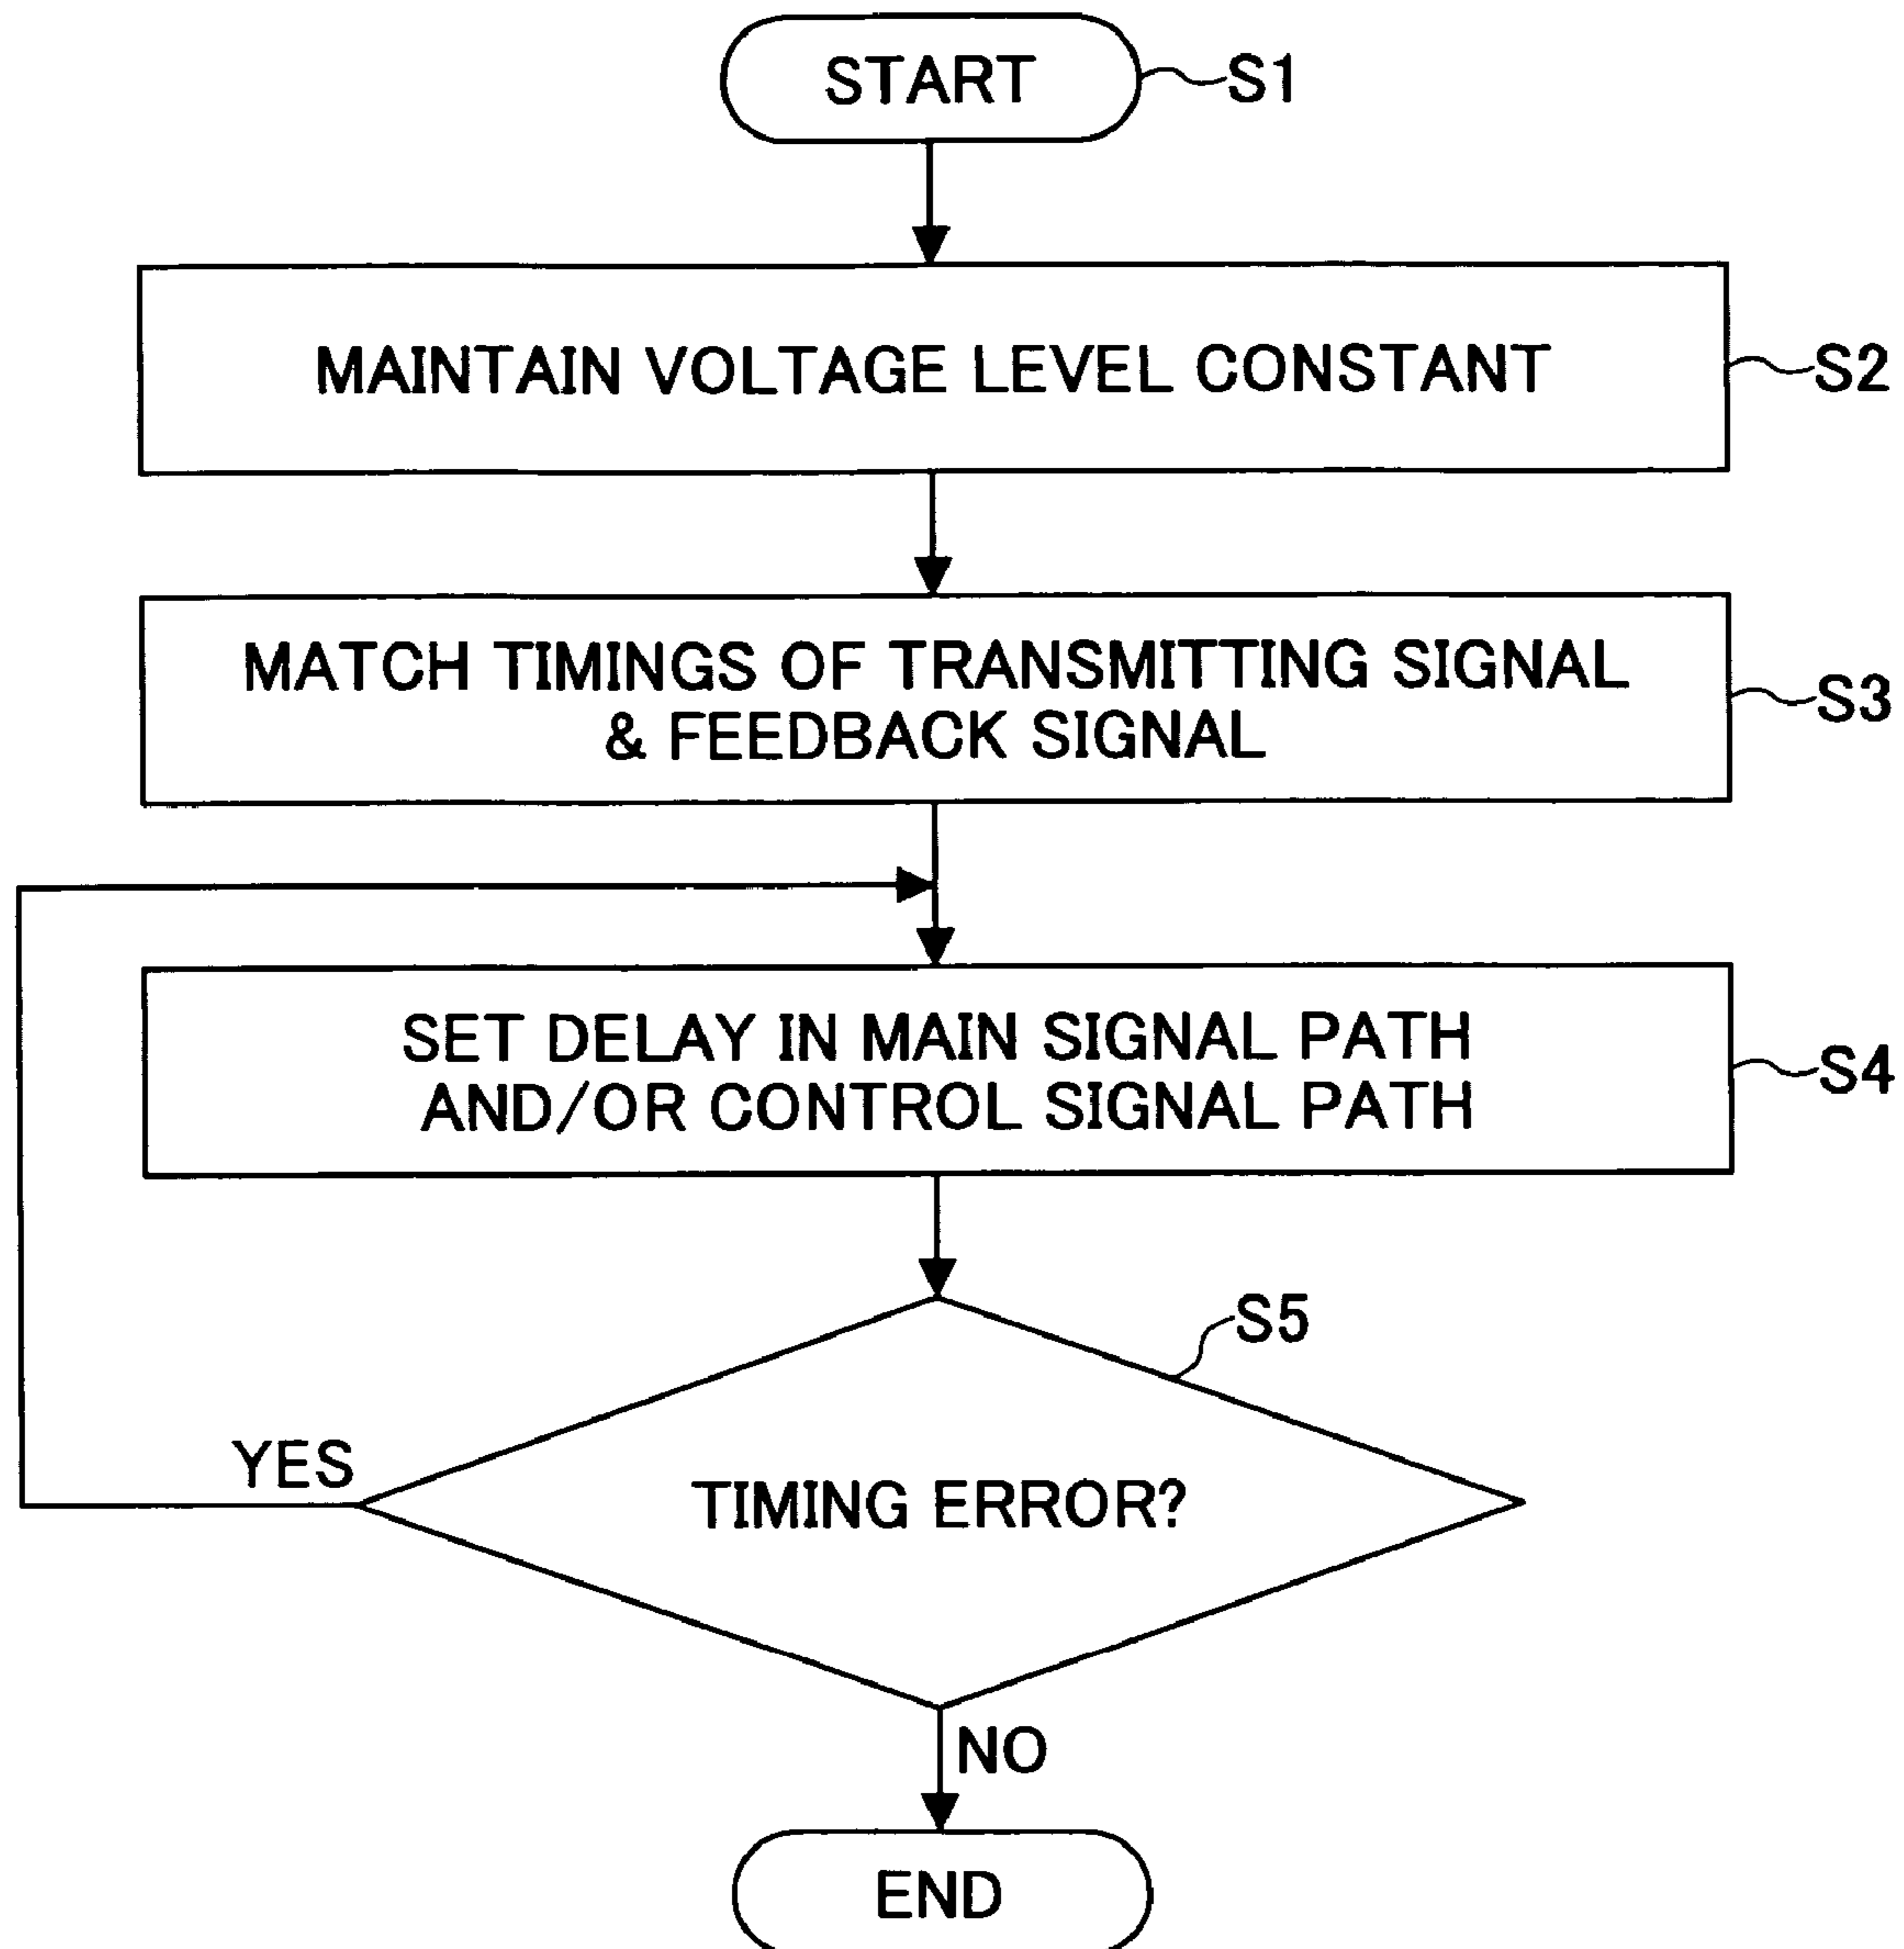 START
S1
MAINTAIN VOLTAGE LEVEL CONSTANT
S2
MATCH TIMINGS OF TRANSMITTING SIGNAL
& FEEDBACK SIGNAL
S3
SET DELAY IN MAIN SIGNAL PATH
AND/OR CONTROL SIGNAL PATH
S4
S5
YES
TIMING ERROR?
NO
END